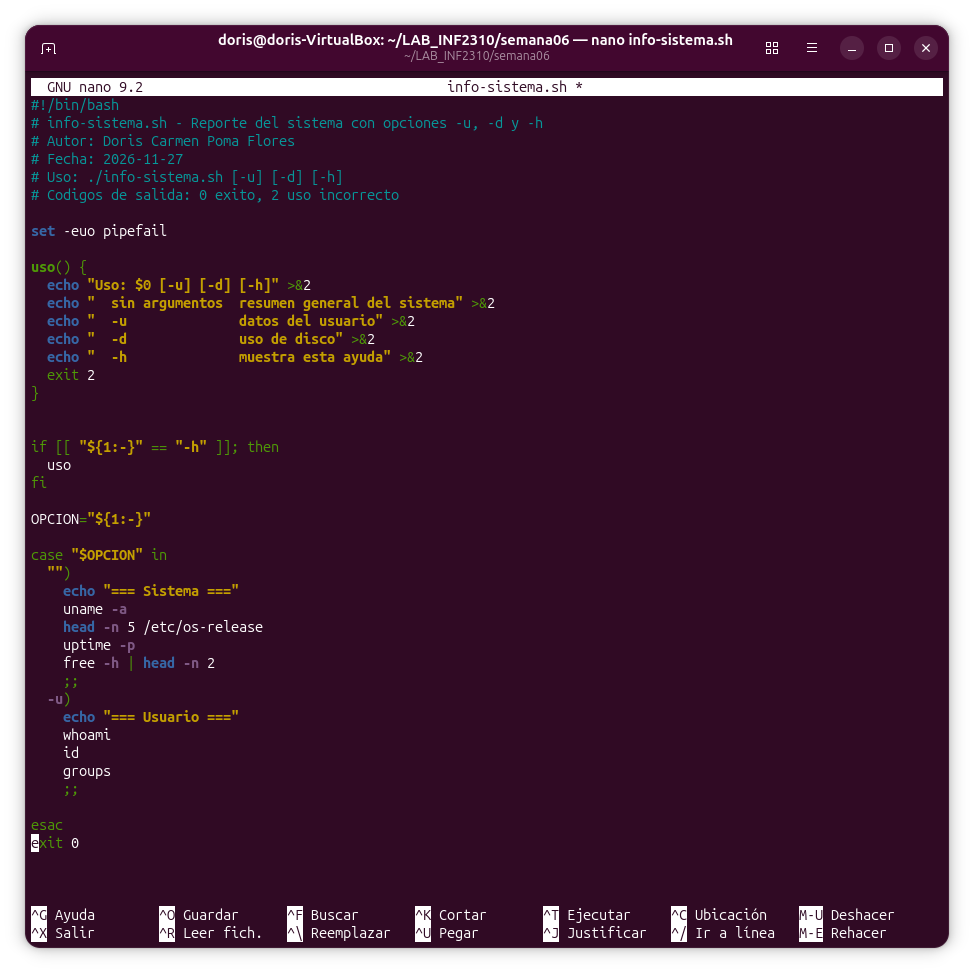 doris@doris-VirtualBox: ~/LAB_INF2310/semana06 — nano info-sistema.sh
~/LAB_INF2310/semana06
GNU nano 9.2 info-sistema.sh *
#!/bin/bash
# info-sistema.sh - Reporte del sistema con opciones -u, -d y -h
# Autor: Doris Carmen Poma Flores
# Fecha: 2026-11-27
# Uso: ./info-sistema.sh [-u] [-d] [-h]
# Codigos de salida: 0 exito, 2 uso incorrecto

set -euo pipefail

uso() {
  echo "Uso: $0 [-u] [-d] [-h]" >&2
  echo "  sin argumentos  resumen general del sistema" >&2
  echo "  -u              datos del usuario" >&2
  echo "  -d              uso de disco" >&2
  echo "  -h              muestra esta ayuda" >&2
  exit 2
}


if [[ "${1:-}" == "-h" ]]; then
  uso
fi

OPCION="${1:-}"

case "$OPCION" in
  "")
    echo "=== Sistema ==="
    uname -a
    head -n 5 /etc/os-release
    uptime -p
    free -h | head -n 2
    ;;
  -u)
    echo "=== Usuario ==="
    whoami
    id
    groups
    ;;

esac
exit 0

^G Ayuda ^O Guardar ^F Buscar ^K Cortar ^T Ejecutar ^C Ubicación M-U Deshacer
^X Salir ^R Leer fich. ^\ Reemplazar ^U Pegar ^J Justificar ^/ Ir a línea M-E Rehacer